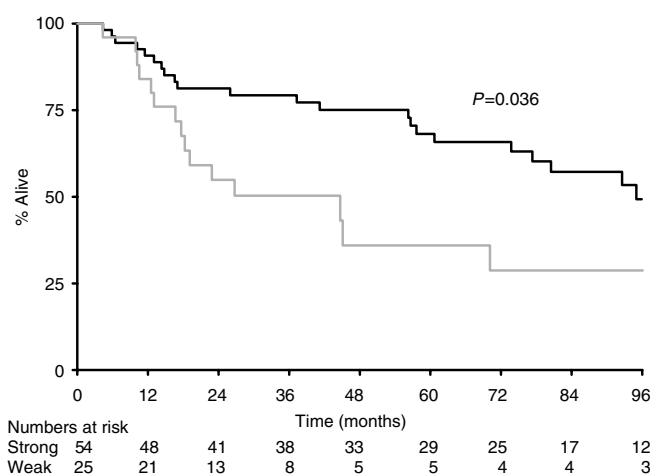 100
75
50
25
0
% Alive
P=0.036
0 12 24 36 48 60 72 84 96
Time (months)
Numbers at risk
Strong 54 48 41 38 33 29 25 17 12
Weak 25 21 13 8 5 5 4 4 3